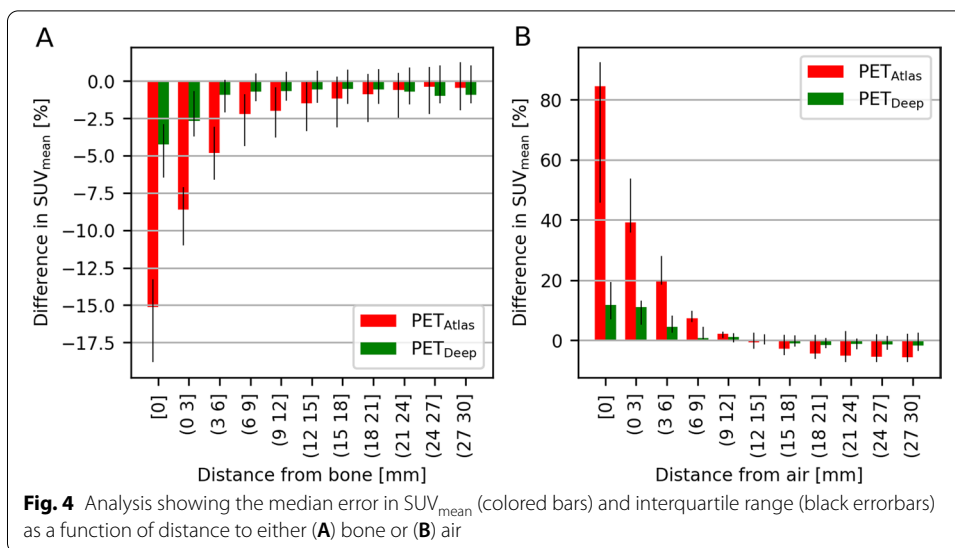 A
Difference in SUVmean [%]
0.0
−2.5
−5.0
−7.5
−10.0
−12.5
−15.0
−17.5
PETAtlas
PETDeep
[0]
(0 3]
(3 6]
(6 9]
(9 12]
(12 15]
(15 18]
(18 21]
(21 24]
(24 27]
(27 30]
Distance from bone [mm]
B
Difference in SUVmean [%]
80
60
40
20
0
PETAtlas
PETDeep
[0]
(0 3]
(3 6]
(6 9]
(9 12]
(12 15]
(15 18]
(18 21]
(21 24]
(24 27]
(27 30]
Distance from air [mm]
Fig. 4 Analysis showing the median error in SUVmean (colored bars) and interquartile range (black errorbars)
as a function of distance to either (A) bone or (B) air